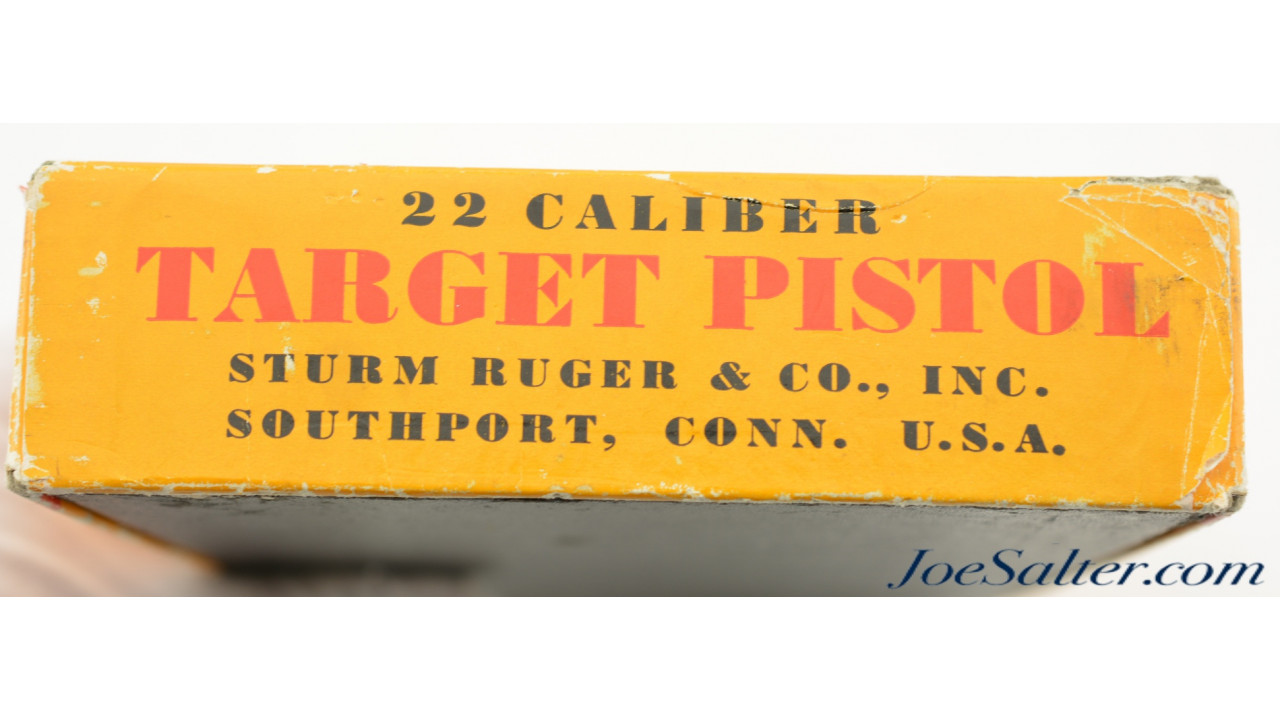 22 CALIBER
TARGET PISTOL
STURM RUGER & CO., INC.
SOUTHPORT, CONN. U.S.A.
JoeSalter.com